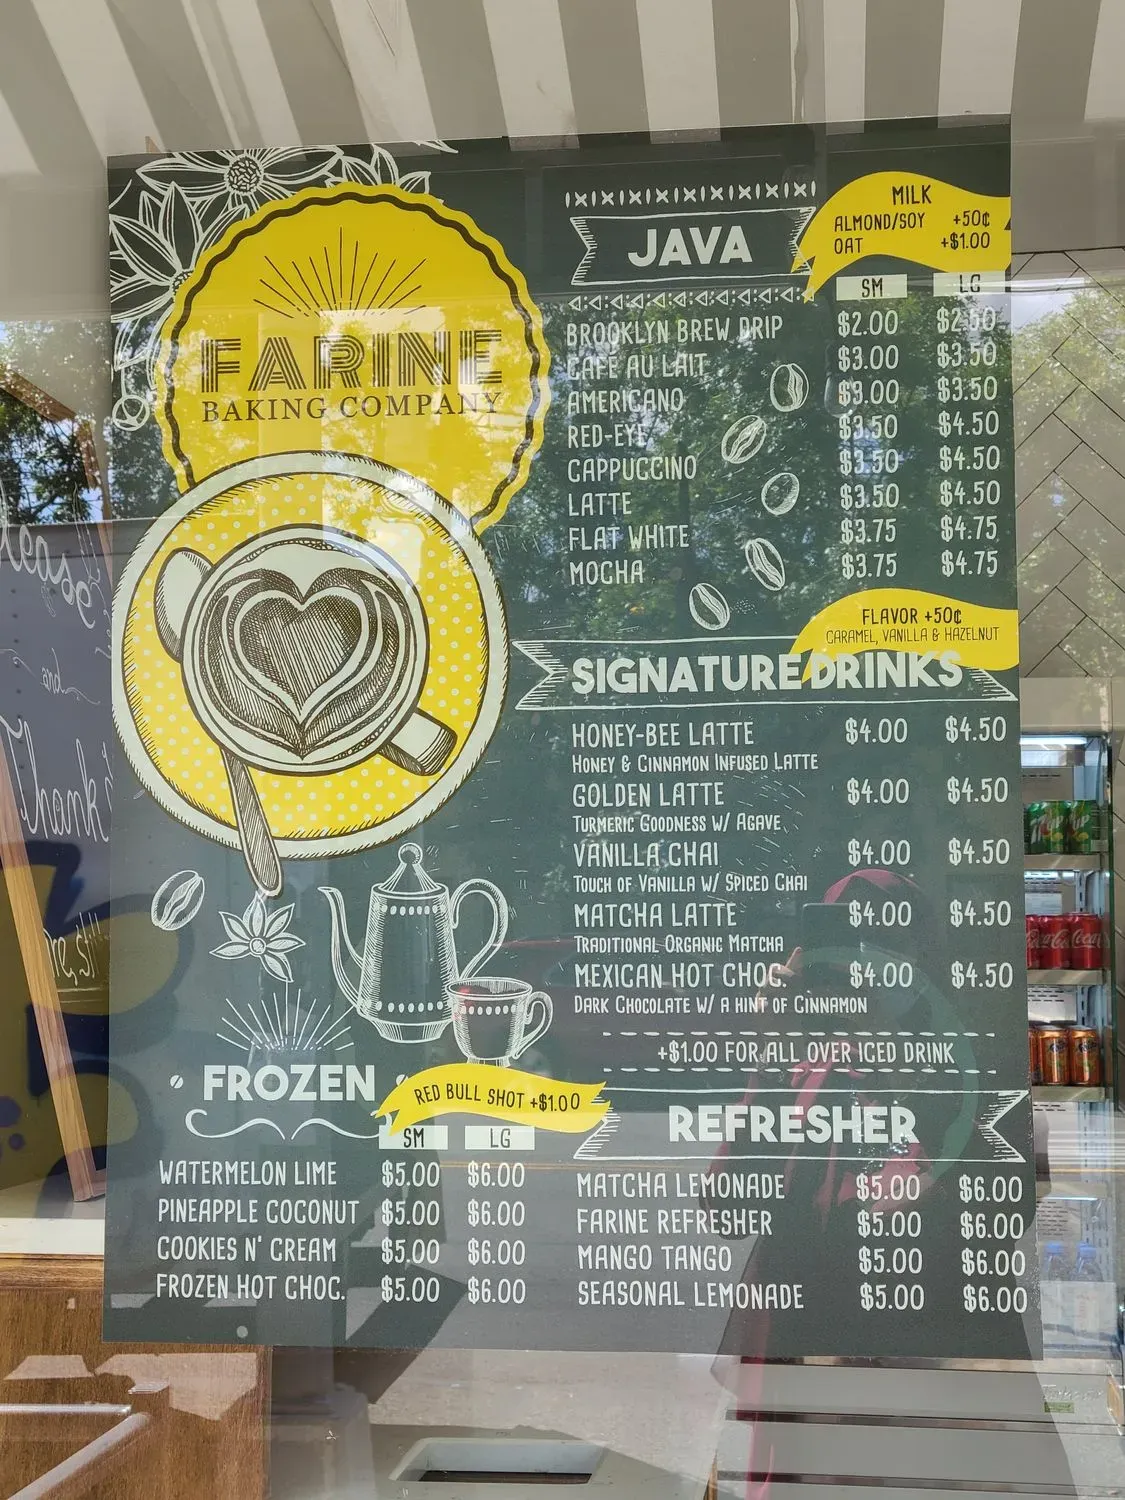 FARINE
BAKING COMPANY
JAVA
MILK
ALMOND/SOY +50¢
OAT +$1.00
SM LG
BROOKLYN BREW DRIP $2.00 $2.50
CAFE AU LAIT $3.00 $3.50
AMERICANO $3.00 $3.50
RED-EYE $3.50 $4.50
CAPPUCCINO $3.50 $4.50
LATTE $3.50 $4.50
FLAT WHITE $3.75 $4.75
MOCHA $3.75 $4.75
FLAVOR +50¢
CARAMEL, VANILLA & HAZELNUT
SIGNATURE DRINKS
HONEY-BEE LATTE $4.00 $4.50
HONEY & CINNAMON INFUSED LATTE
GOLDEN LATTE $4.00 $4.50
TURMERIC GOODNESS W/ AGAVE
VANILLA CHAI $4.00 $4.50
TOUCH OF VANILLA W/ SPICED CHAI
MATCHA LATTE $4.00 $4.50
TRADITIONAL ORGANIC MATCHA
MEXICAN HOT CHOC. $4.00 $4.50
DARK CHOCOLATE W/ A HINT OF CINNAMON
+$1.00 FOR ALL OVER ICED DRINK
FROZEN
RED BULL SHOT +$1.00
SM LG
WATERMELON LIME $5.00 $6.00
PINEAPPLE COCONUT $5.00 $6.00
COOKIES N' CREAM $5.00 $6.00
FROZEN HOT CHOC. $5.00 $6.00
REFRESHER
MATCHA LEMONADE $5.00 $6.00
FARINE REFRESHER $5.00 $6.00
MANGO TANGO $5.00 $6.00
SEASONAL LEMONADE $5.00 $6.00
and
Thank
Coca-Cola